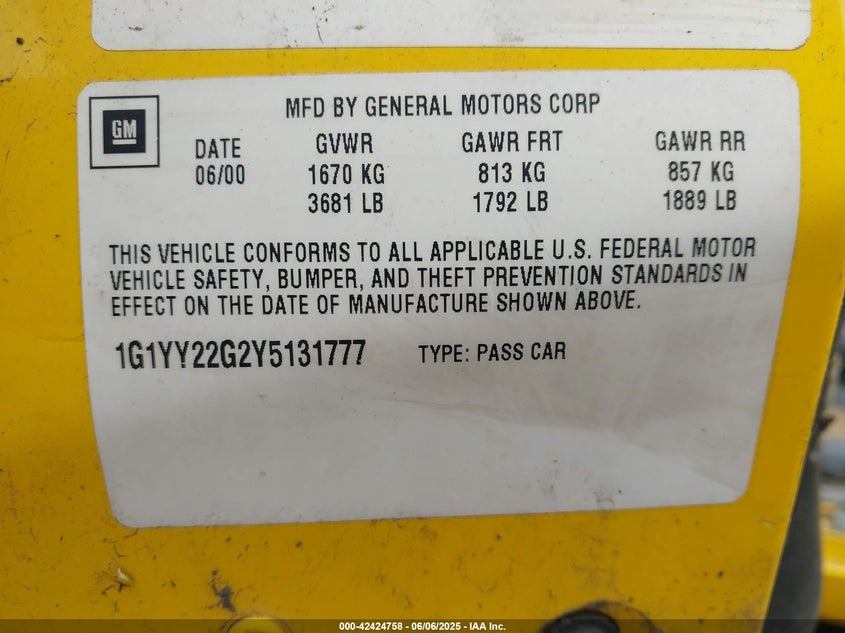 GM
MFD BY GENERAL MOTORS CORP
DATE GVWR GAWR FRT GAWR RR
06/00 1670 KG 813 KG 857 KG
3681 LB 1792 LB 1889 LB
THIS VEHICLE CONFORMS TO ALL APPLICABLE U.S. FEDERAL MOTOR
VEHICLE SAFETY, BUMPER, AND THEFT PREVENTION STANDARDS IN
EFFECT ON THE DATE OF MANUFACTURE SHOWN ABOVE.
1G1YY22G2Y5131777 TYPE: PASS CAR
000-42424758 - 06/06/2025 - IAA Inc.